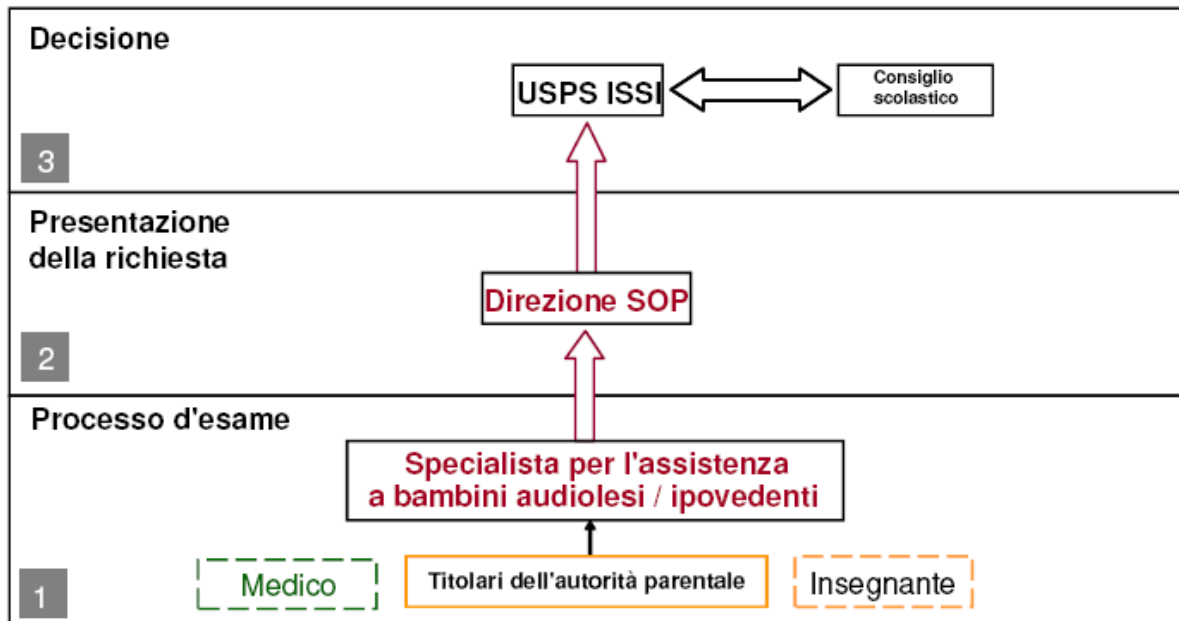 Decisione
USPS ISSI
Consiglio
scolastico
3
Presentazione
della richiesta
Direzione SOP
2
Processo d'esame
Specialista per l'assistenza
a bambini audiolesi / ipovedenti
Medico
Titolari dell'autorità parentale
Insegnante
1